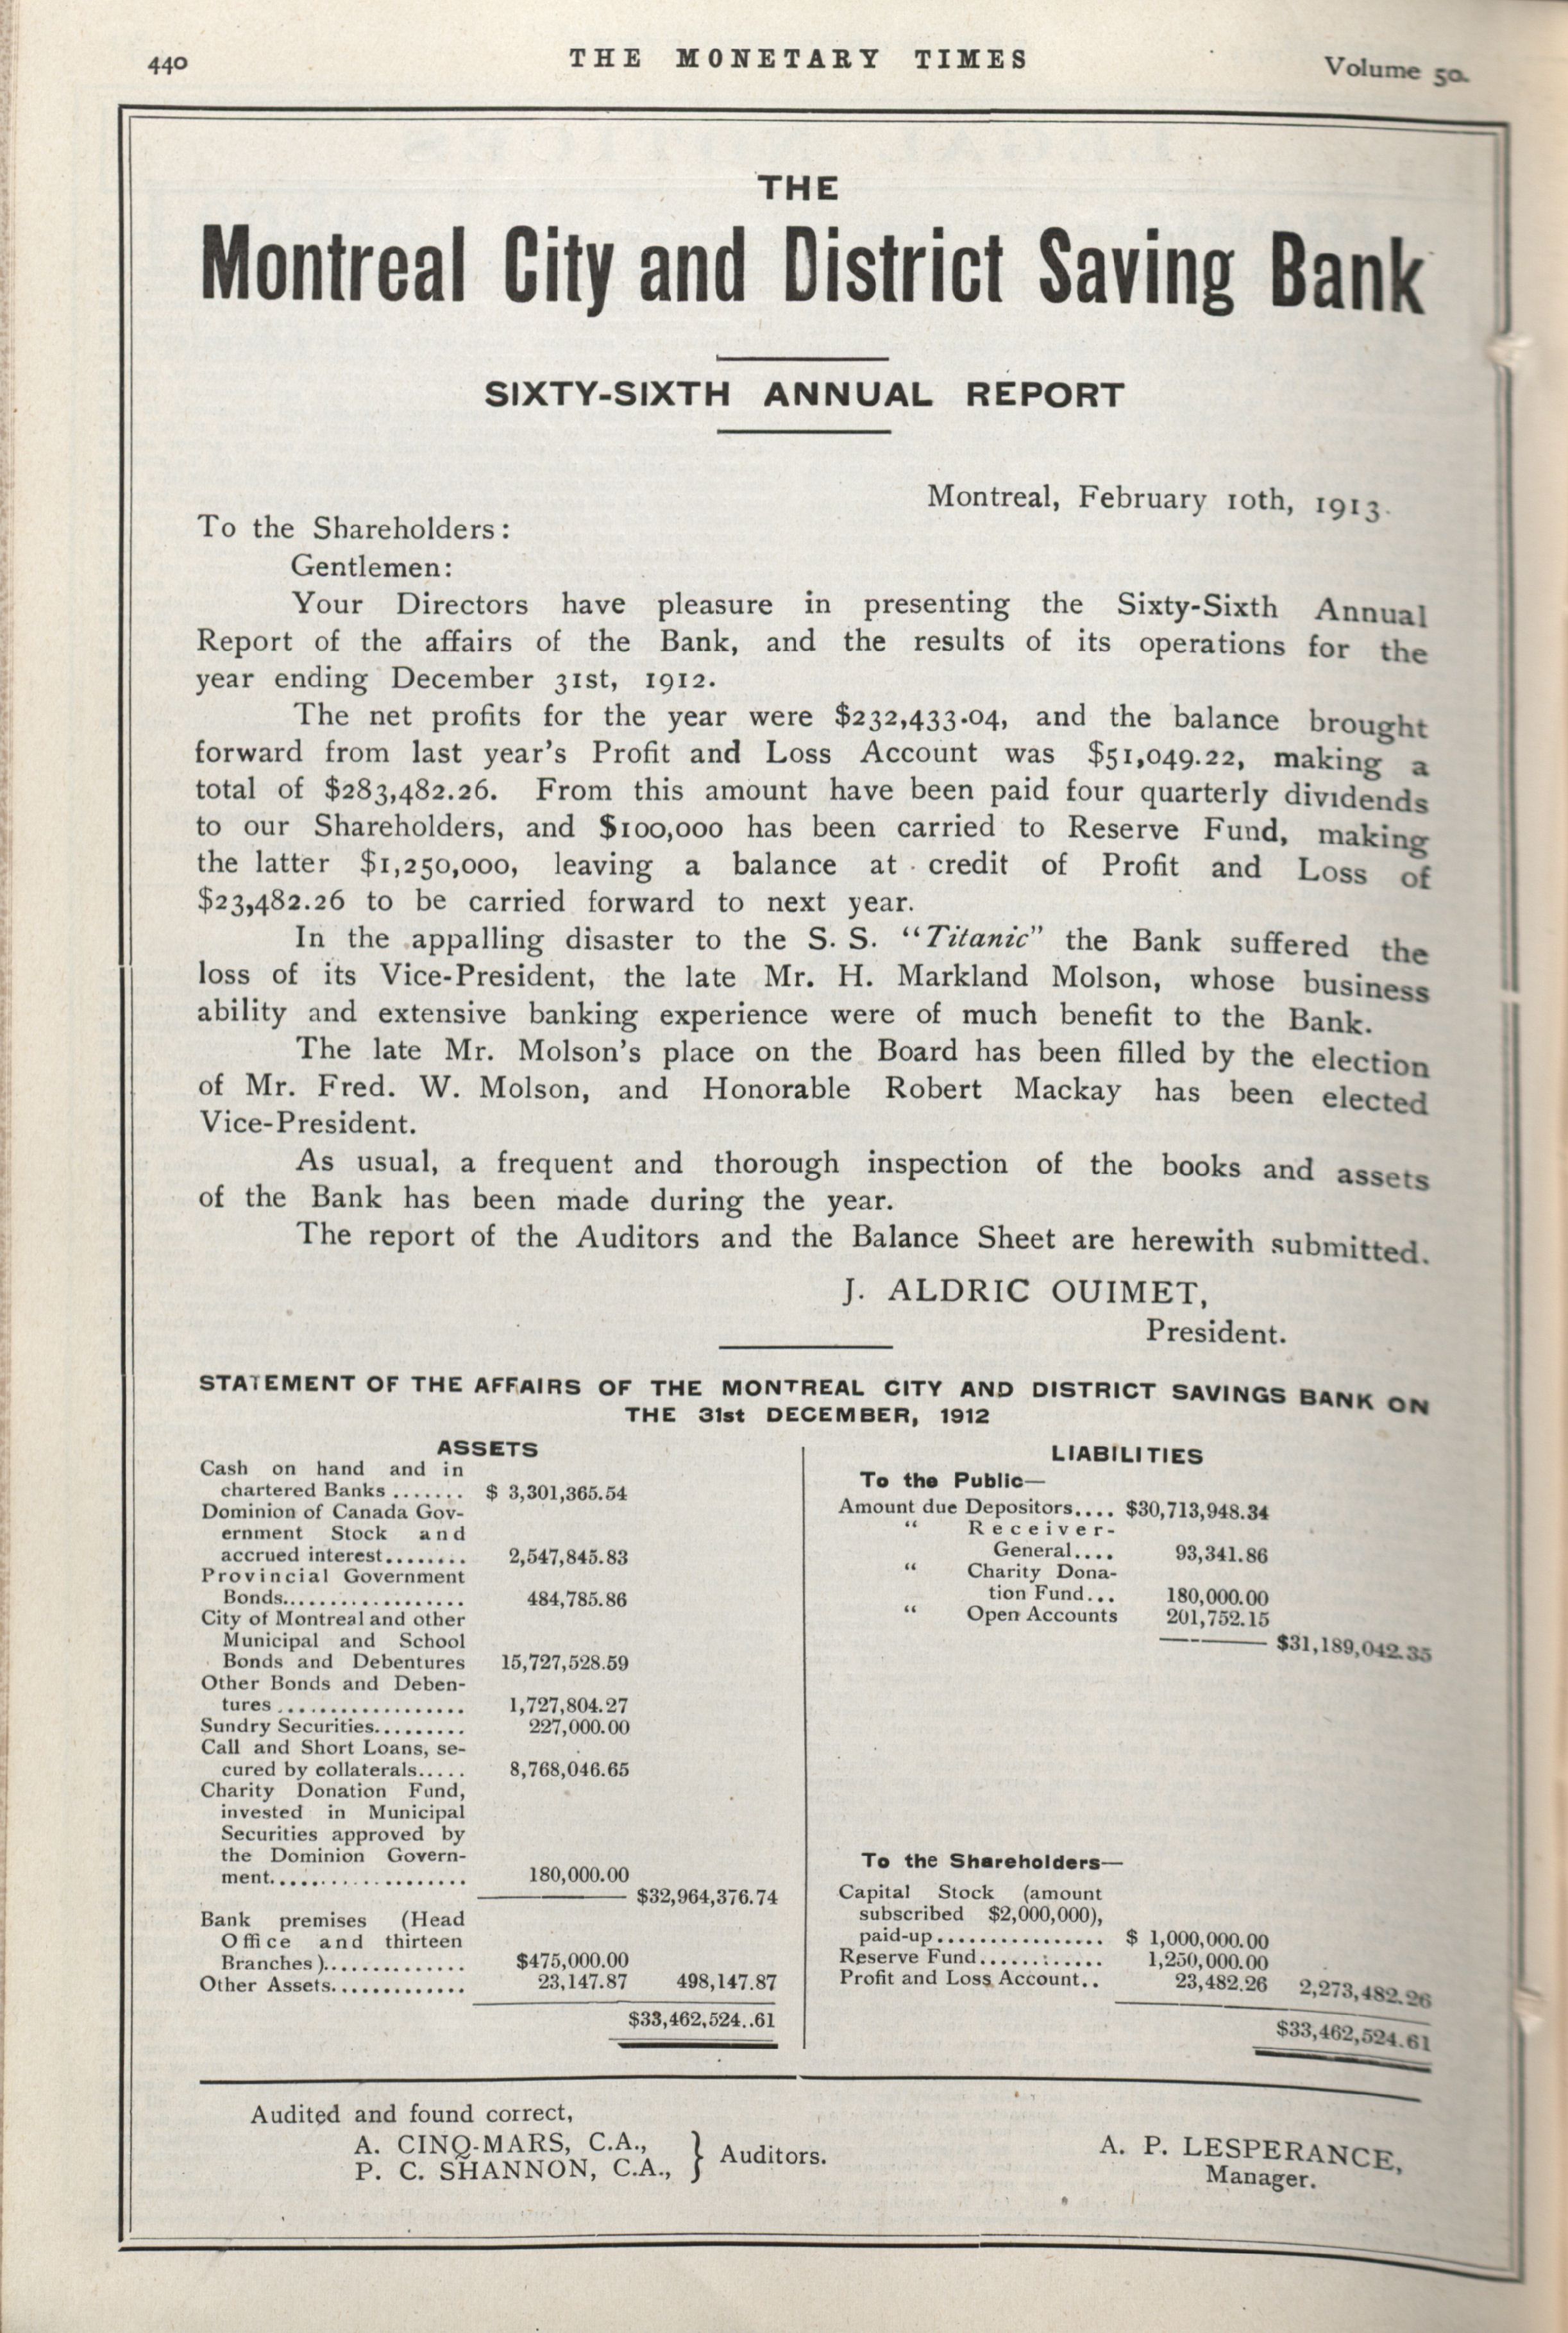 440
THE MONETARY TIMES
Volume 50.
THE
Montreal City and District Saving Bank
SIXTY-SIXTH ANNUAL REPORT
Montreal, February 10th, 1913.
To the Shareholders:
Gentlemen:
Your Directors have pleasure in presenting the Sixty-Sixth Annual
Report of the affairs of the Bank, and the results of its operations for the
year ending December 31st, 1912.
The net profits for the year were $232,433.04, and the balance brought
forward from last year's Profit and Loss Account was $51,049.22, making a
total of $283,482.26. From this amount have been paid four quarterly dividends
to our Shareholders, and $100,000 has been carried to Reserve Fund, making
the latter $1,250,000, leaving a balance at credit of Profit and Loss of
$23,482.26 to be carried forward to next year.
In the appalling disaster to the S. S. "Titanic" the Bank suffered the
loss of its Vice-President, the late Mr. H. Markland Molson, whose business
ability and extensive banking experience were of much benefit to the Bank.
The late Mr. Molson's place on the Board has been filled by the election
of Mr. Fred. W. Molson, and Honorable Robert Mackay has been elected
Vice-President.
As usual, a frequent and thorough inspection of the books and assets
of the Bank has been made during the year.
The report of the Auditors and the Balance Sheet are herewith submitted.
J. ALDRIC OUIMET,
President.
STATEMENT OF THE AFFAIRS OF THE MONTREAL CITY AND DISTRICT SAVINGS BANK ON
THE 31st DECEMBER, 1912
ASSETS
Cash on hand and in
chartered Banks ....... $ 3,301,365.54
Dominion of Canada Gov-
ernment Stock and
accrued interest........ 2,547,845.83
Provincial Government
Bonds.................. 484,785.86
City of Montreal and other
Municipal and School
Bonds and Debentures 15,727,528.59
Other Bonds and Deben-
tures .................. 1,727,804.27
Sundry Securities......... 227,000.00
Call and Short Loans, se-
cured by collaterals..... 8,768,046.65
Charity Donation Fund,
invested in Municipal
Securities approved by
the Dominion Govern-
ment................... 180,000.00
$32,964,376.74
Bank premises (Head
Office and thirteen
Branches).............. $475,000.00
Other Assets............. 23,147.87 498,147.87
$33,462,524..61
LIABILITIES
To the Public—
Amount due Depositors.... $30,713,948.34
" Receiver-
General.... 93,341.86
" Charity Dona-
tion Fund... 180,000.00
" Open Accounts 201,752.15
$31,189,042.35
To the Shareholders—
Capital Stock (amount
subscribed $2,000,000),
paid-up................ $ 1,000,000.00
Reserve Fund............ 1,250,000.00
Profit and Loss Account.. 23,482.26 2,273,482.26
$33,462,524.61
Audited and found correct,
A. CINQ-MARS, C.A.,
P. C. SHANNON, C.A., } Auditors.
A. P. LESPERANCE,
Manager.